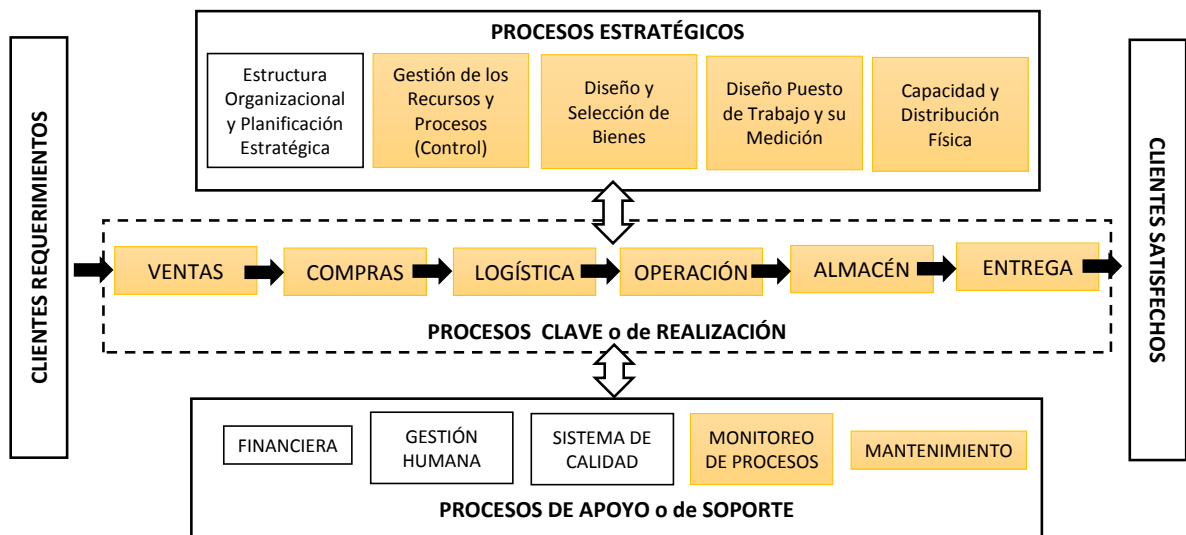 CLIENTES REQUERIMIENTOS
PROCESOS ESTRATÉGICOS
Estructura
Organizacional
y Planificación
Estratégica
Gestión de los
Recursos y
Procesos
(Control)
Diseño y
Selección de
Bienes
Diseño Puesto
de Trabajo y su
Medición
Capacidad y
Distribución
Física
VENTAS
COMPRAS
LOGÍSTICA
OPERACIÓN
ALMACÉN
ENTREGA
PROCESOS CLAVE o de REALIZACIÓN
FINANCIERA
GESTIÓN
HUMANA
SISTEMA DE
CALIDAD
MONITOREO
DE PROCESOS
MANTENIMIENTO
PROCESOS DE APOYO o de SOPORTE
CLIENTES SATISFECHOS